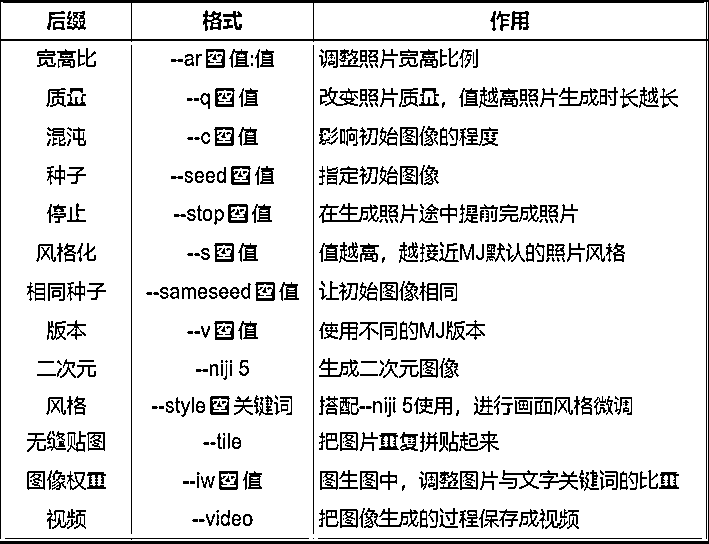 后缀 格式 作用
宽高比 --ar 空 值:值 调整照片宽高比例
质量 --q 空 值 改变照片质量，值越高照片生成时长越长
混沌 --c 空 值 影响初始图像的程度
种子 --seed 空 值 指定初始图像
停止 --stop 空 值 在生成照片途中提前完成照片
风格化 --s 空 值 值越高，越接近MJ默认的照片风格
相同种子 --sameseed 空 值 让初始图像相同
版本 --v 空 值 使用不同的MJ版本
二次元 --niji 5 生成二次元图像
风格 --style 空 关键词 搭配--niji 5使用，进行画面风格微调
无缝贴图 --tile 把图片重复拼贴起来
图像权重 --iw 空 值 图生图中，调整图片与文字关键词的比重
视频 --video 把图像生成的过程保存成视频